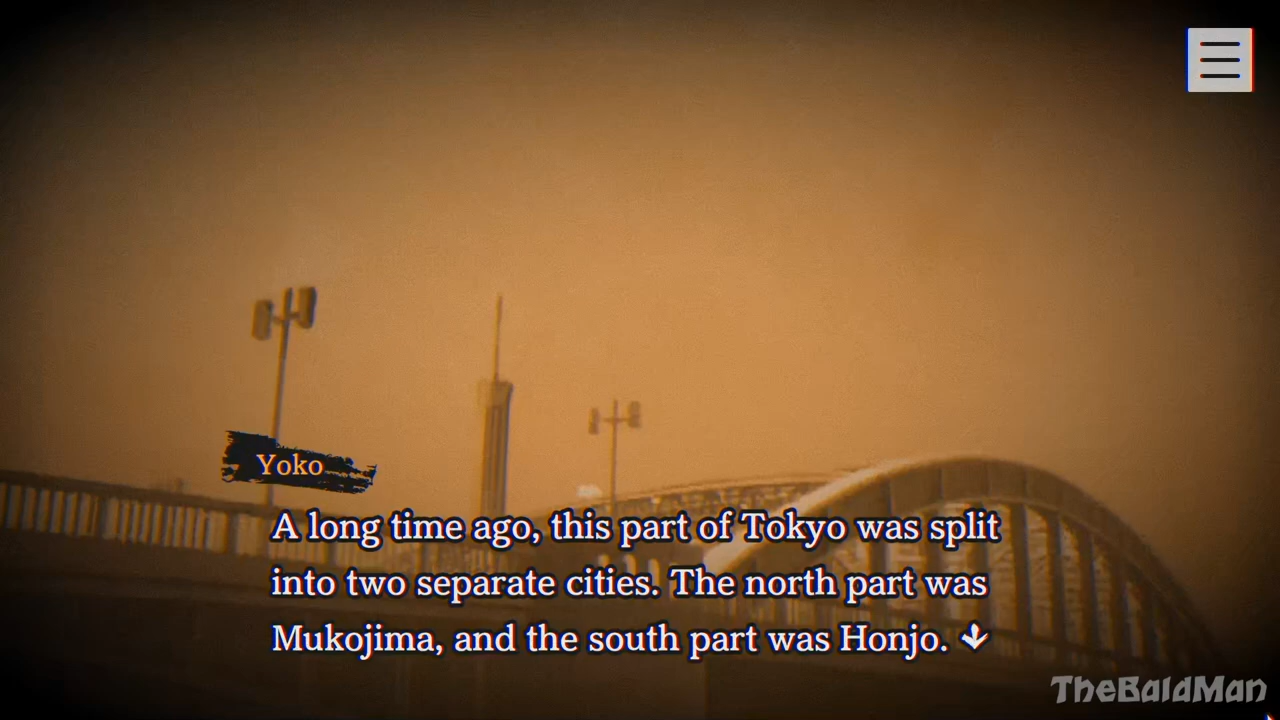 Yoko
A long time ago, this part of Tokyo was split
into two separate cities. The north part was
Mukojima, and the south part was Honjo.
TheBaldMan